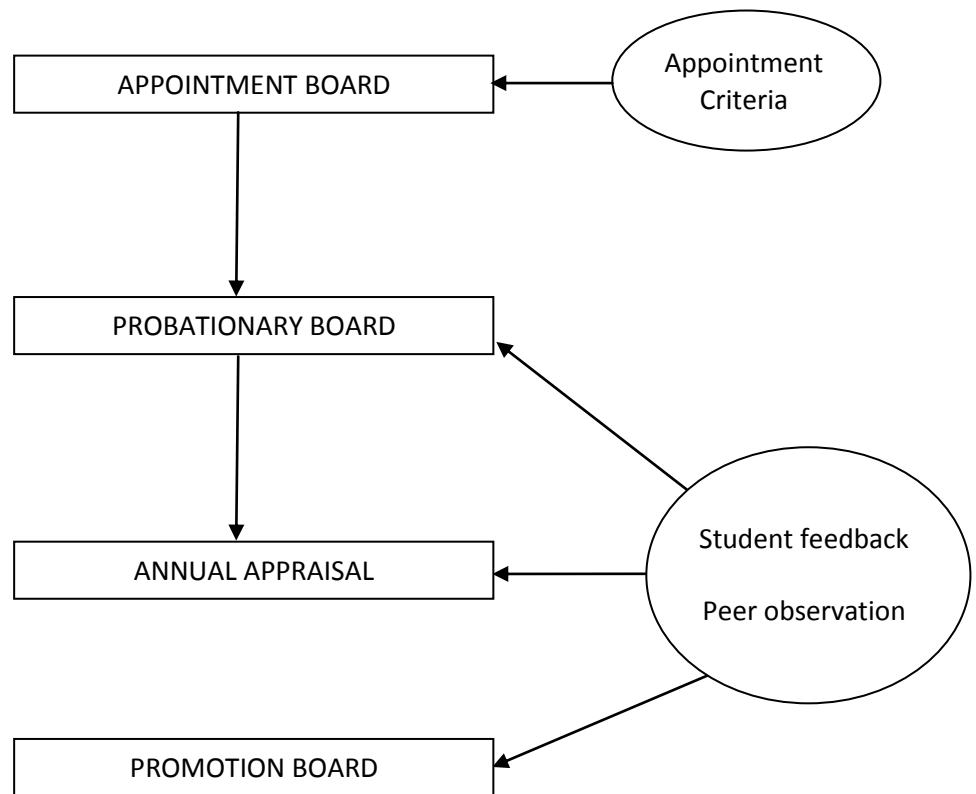 APPOINTMENT BOARD
Appointment
Criteria
PROBATIONARY BOARD
Student feedback
ANNUAL APPRAISAL
Peer observation
PROMOTION BOARD